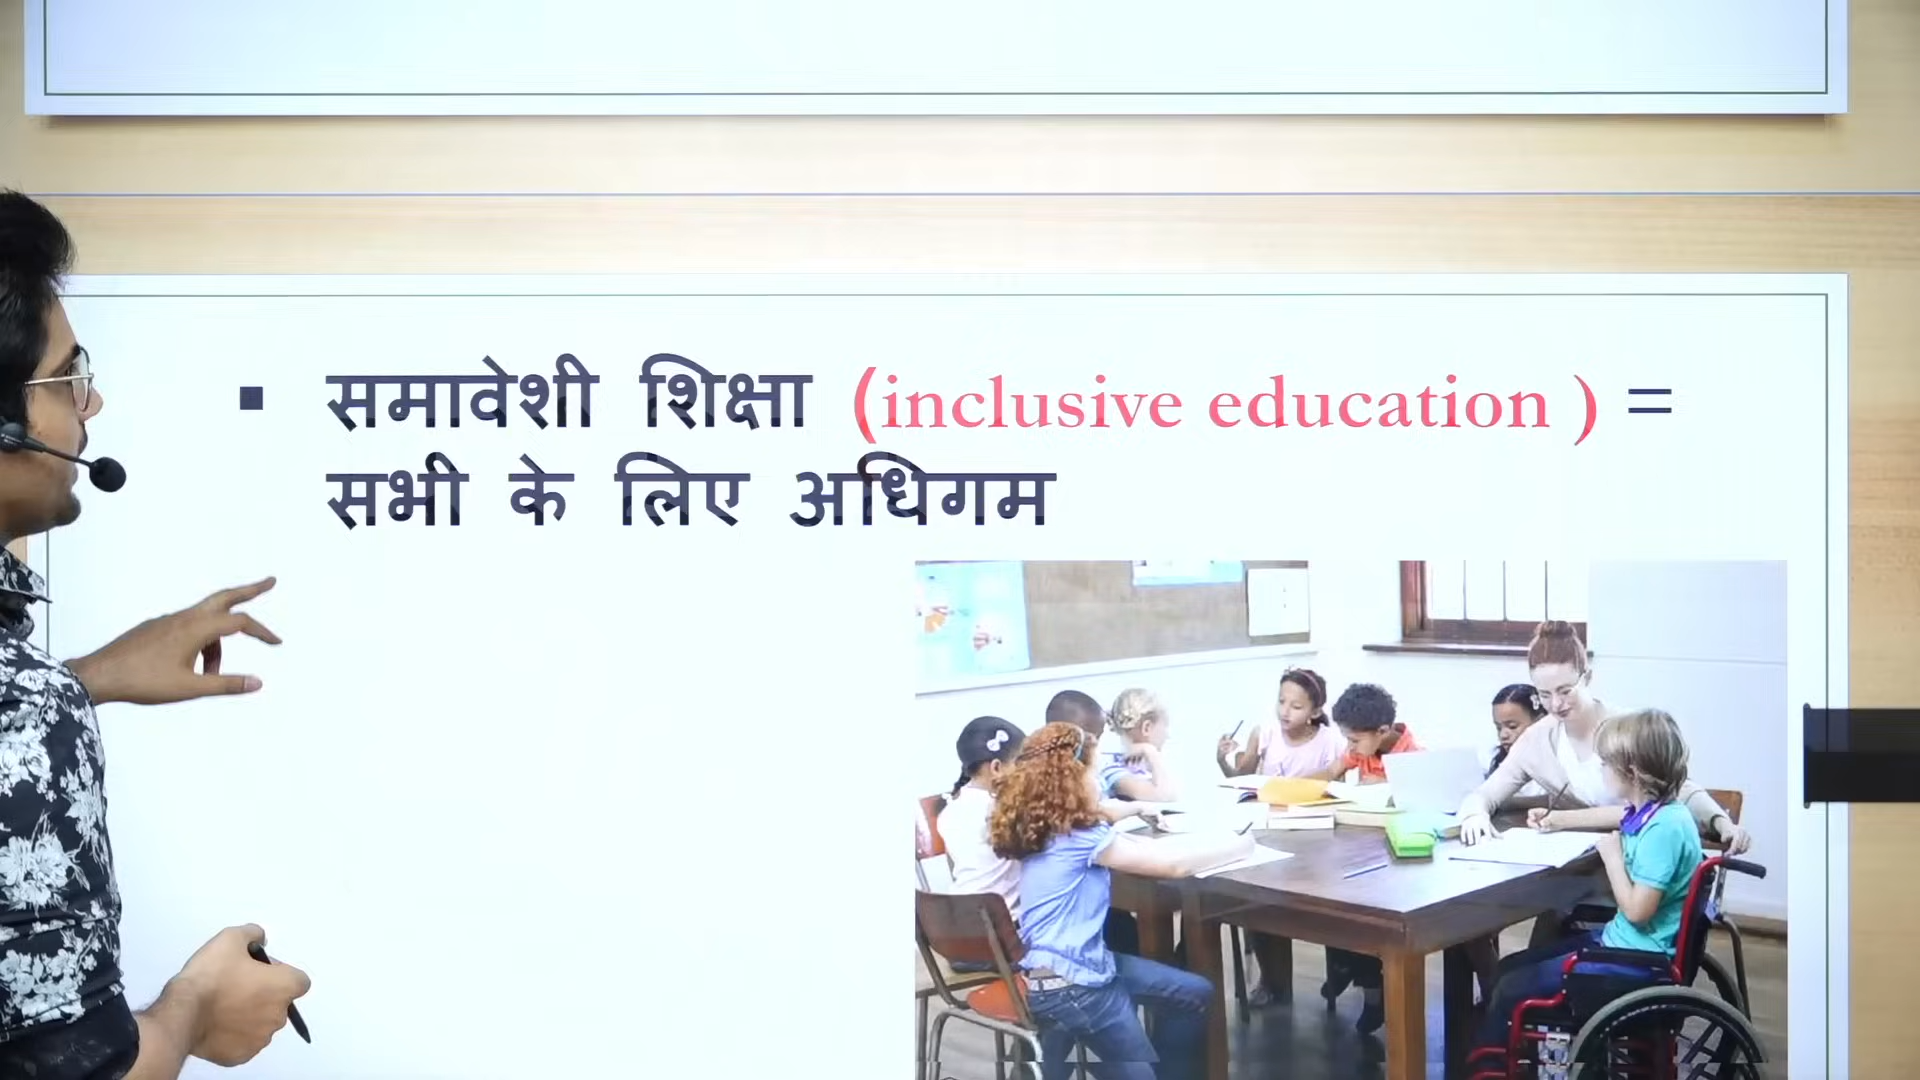 ▪ समावेशी शिक्षा (inclusive education ) =
सभी के लिए अधिगम